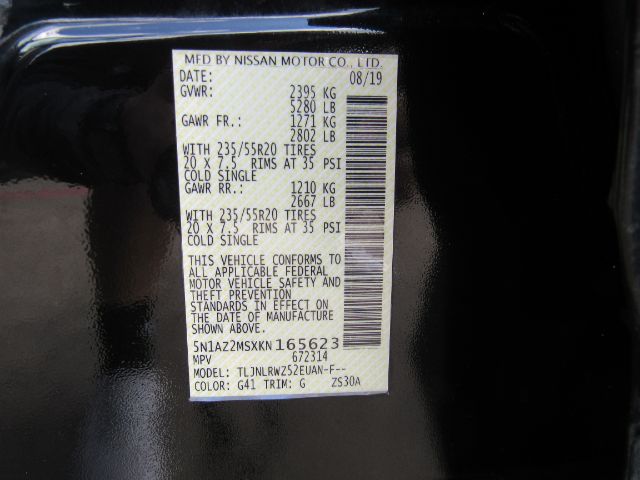 MFD BY NISSAN MOTOR CO., LTD.
DATE: 08/19
GVWR: 2395 KG
5280 LB
GAWR FR.: 1271 KG
2802 LB
WITH 235/55R20 TIRES
20 X 7.5 RIMS AT 35 PSI
COLD SINGLE
GAWR RR.: 1210 KG
2667 LB
WITH 235/55R20 TIRES
20 X 7.5 RIMS AT 35 PSI
COLD SINGLE
THIS VEHICLE CONFORMS TO
ALL APPLICABLE FEDERAL
MOTOR VEHICLE SAFETY AND
THEFT PREVENTION
STANDARDS IN EFFECT ON
THE DATE OF MANUFACTURE
SHOWN ABOVE.
5N1AZ2MSXKN165623
MPV 672314
MODEL: TLJNLRWZ52EUAN-F--
COLOR: G41 TRIM: G ZS30A